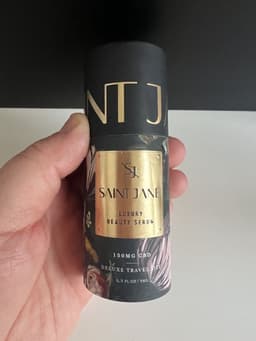 NT J
SJ
SAINT JANE
LUXURY
BEAUTY SERUM
150MG CBD
DELUXE TRAVEL